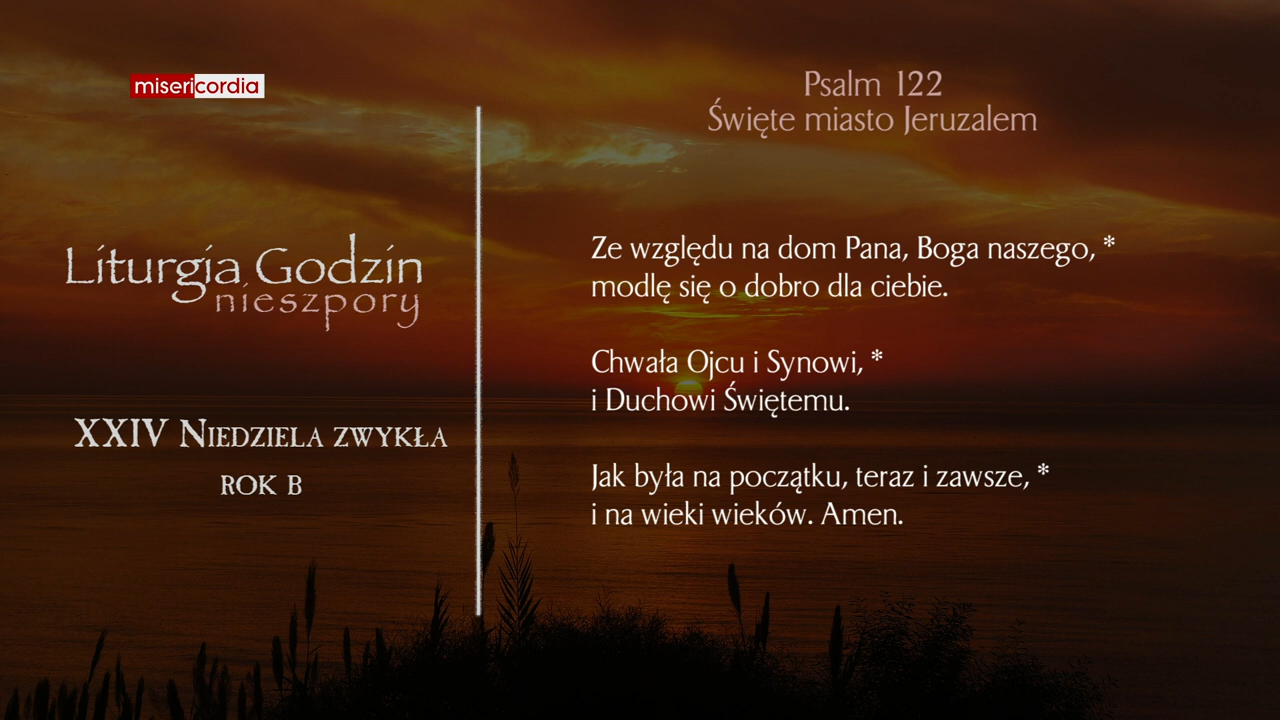 misericordia
Liturgia Godzin
nieszpory
XXIV Niedziela zwykła
rok B
Psalm 122
Święte miasto Jeruzalem
Ze względu na dom Pana, Boga naszego, *
modlę się o dobro dla ciebie.
Chwała Ojcu i Synowi, *
i Duchowi Świętemu.
Jak była na początku, teraz i zawsze, *
i na wieki wieków. Amen.